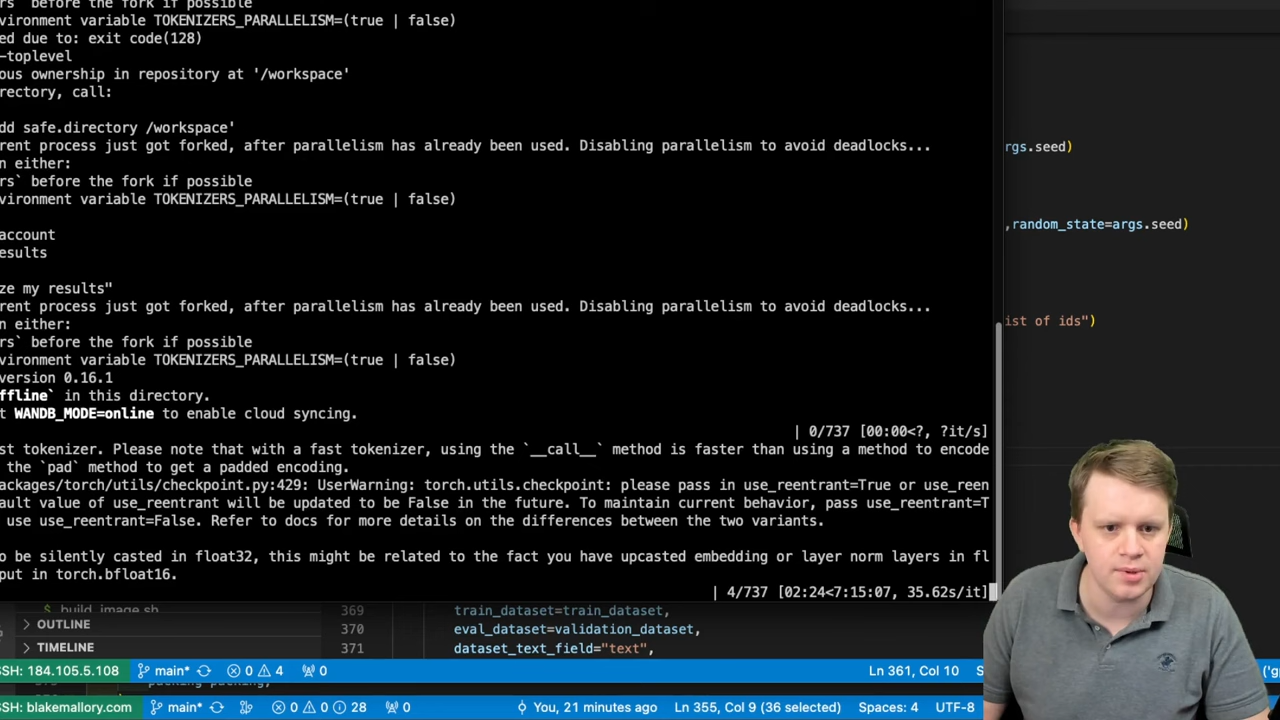 rs` before the fork if possible
vironment variable TOKENIZERS_PARALLELISM=(true | false)
ed due to: exit code(128)
-toplevel
ous ownership in repository at '/workspace'
rectory, call:
dd safe.directory /workspace'
rent process just got forked, after parallelism has already been used. Disabling parallelism to avoid deadlocks...
n either:
rs` before the fork if possible
vironment variable TOKENIZERS_PARALLELISM=(true | false)
account
esults
ze my results"
rent process just got forked, after parallelism has already been used. Disabling parallelism to avoid deadlocks...
n either:
rs` before the fork if possible
vironment variable TOKENIZERS_PARALLELISM=(true | false)
version 0.16.1
ffline` in this directory.
t WANDB_MODE=online to enable cloud syncing.
| 0/737 [00:00<?, ?it/s]
st tokenizer. Please note that with a fast tokenizer, using the `__call__` method is faster than using a method to encode
the `pad` method to get a padded encoding.
ackages/torch/utils/checkpoint.py:429: UserWarning: torch.utils.checkpoint: please pass in use_reentrant=True or use_reen
ault value of use_reentrant will be updated to be False in the future. To maintain current behavior, pass use_reentrant=T
use use_reentrant=False. Refer to docs for more details on the differences between the two variants.
o be silently casted in float32, this might be related to the fact you have upcasted embedding or layer norm layers in fl
put in torch.bfloat16.
| 4/737 [02:24<7:15:07, 35.62s/it]
rgs.seed)
,random_state=args.seed)
ist of ids")
build_image.sh
OUTLINE
TIMELINE
369 train_dataset=train_dataset,
370 eval_dataset=validation_dataset,
371 dataset_text_field="text",
SSH: 184.105.5.108 main* 0 4 0 Ln 361, Col 10
SSH: blakemallory.com main* 0 0 28 0 You, 21 minutes ago Ln 355, Col 9 (36 selected) Spaces: 4 UTF-8